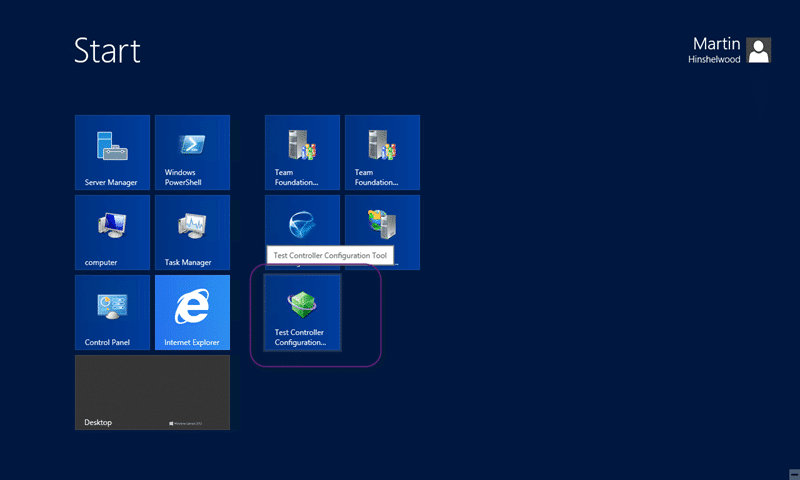 Start
Martin
Hinshelwood
Server Manager
Windows
PowerShell
Team
Foundation...
Team
Foundation...
computer
Task Manager
Test Controller Configuration Tool
Control Panel
Internet Explorer
Test Controller
Configuration...
Desktop